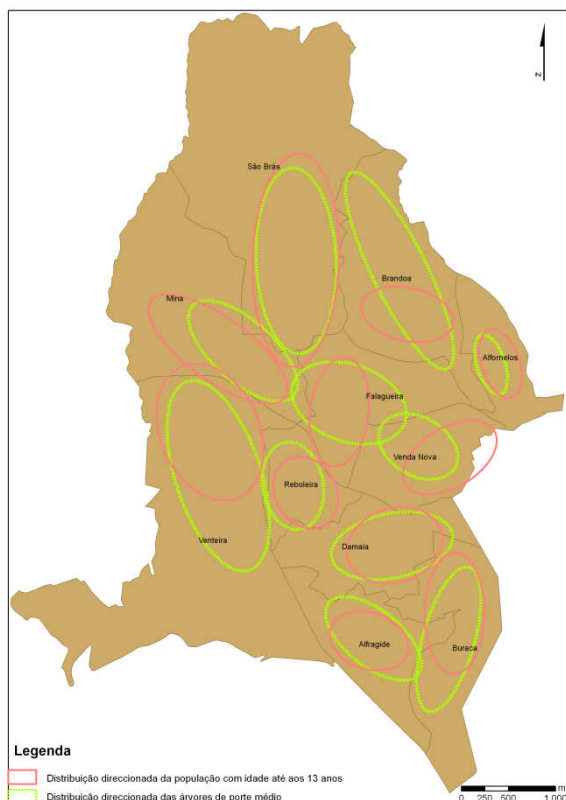 N
São Brás
Brandoa
Mina
Alfornelos
Falagueira
Venda Nova
Reboleira
Venteira
Damaia
Alfragide
Buraca
Legenda
Distribuição direccionada da população com idade até aos 13 anos
Distribuição direccionada das árvores de porte médio
m
0 250 500 1.000